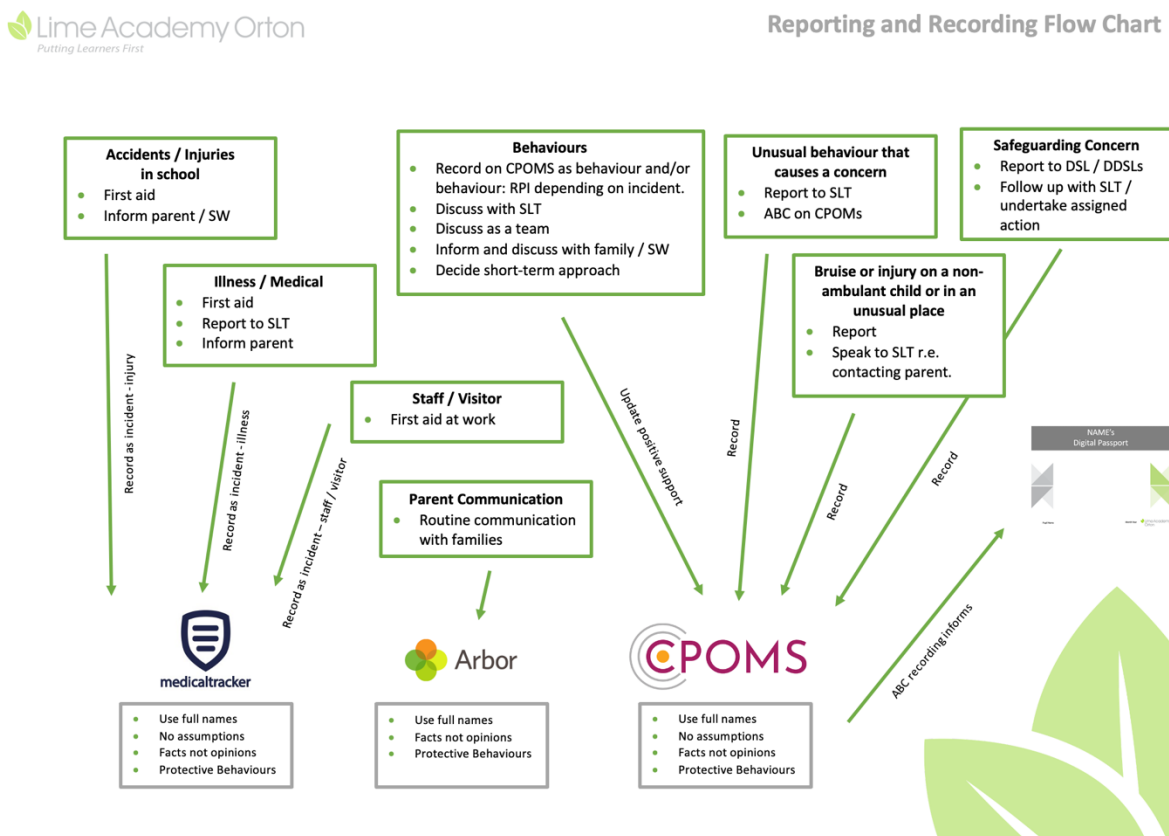 Lime Academy Orton
Putting Learners First
Reporting and Recording Flow Chart
Accidents / Injuries
in school
First aid
Inform parent / SW
Behaviours
Record on CPOMS as behaviour and/or
behaviour: RPI depending on incident.
Discuss with SLT
Discuss as a team
Inform and discuss with family / SW
Decide short-term approach
Unusual behaviour that
causes a concern
Report to SLT
ABC on CPOMs
Safeguarding Concern
Report to DSL / DDSLs
Follow up with SLT /
undertake assigned
action
Illness / Medical
First aid
Report to SLT
Inform parent
Bruise or injury on a non-
ambulant child or in an
unusual place
Report
Speak to SLT r.e.
contacting parent.
Staff / Visitor
First aid at work
Parent Communication
Routine communication
with families
Record as incident - injury
Record as incident - illness
Record as incident – staff / visitor
Update positive support
Record
Record
Record
ABC recording informs
NAME's
Digital Passport
medicaltracker
Arbor
CPOMS
Use full names
No assumptions
Facts not opinions
Protective Behaviours
Use full names
Facts not opinions
Protective Behaviours
Use full names
No assumptions
Facts not opinions
Protective Behaviours